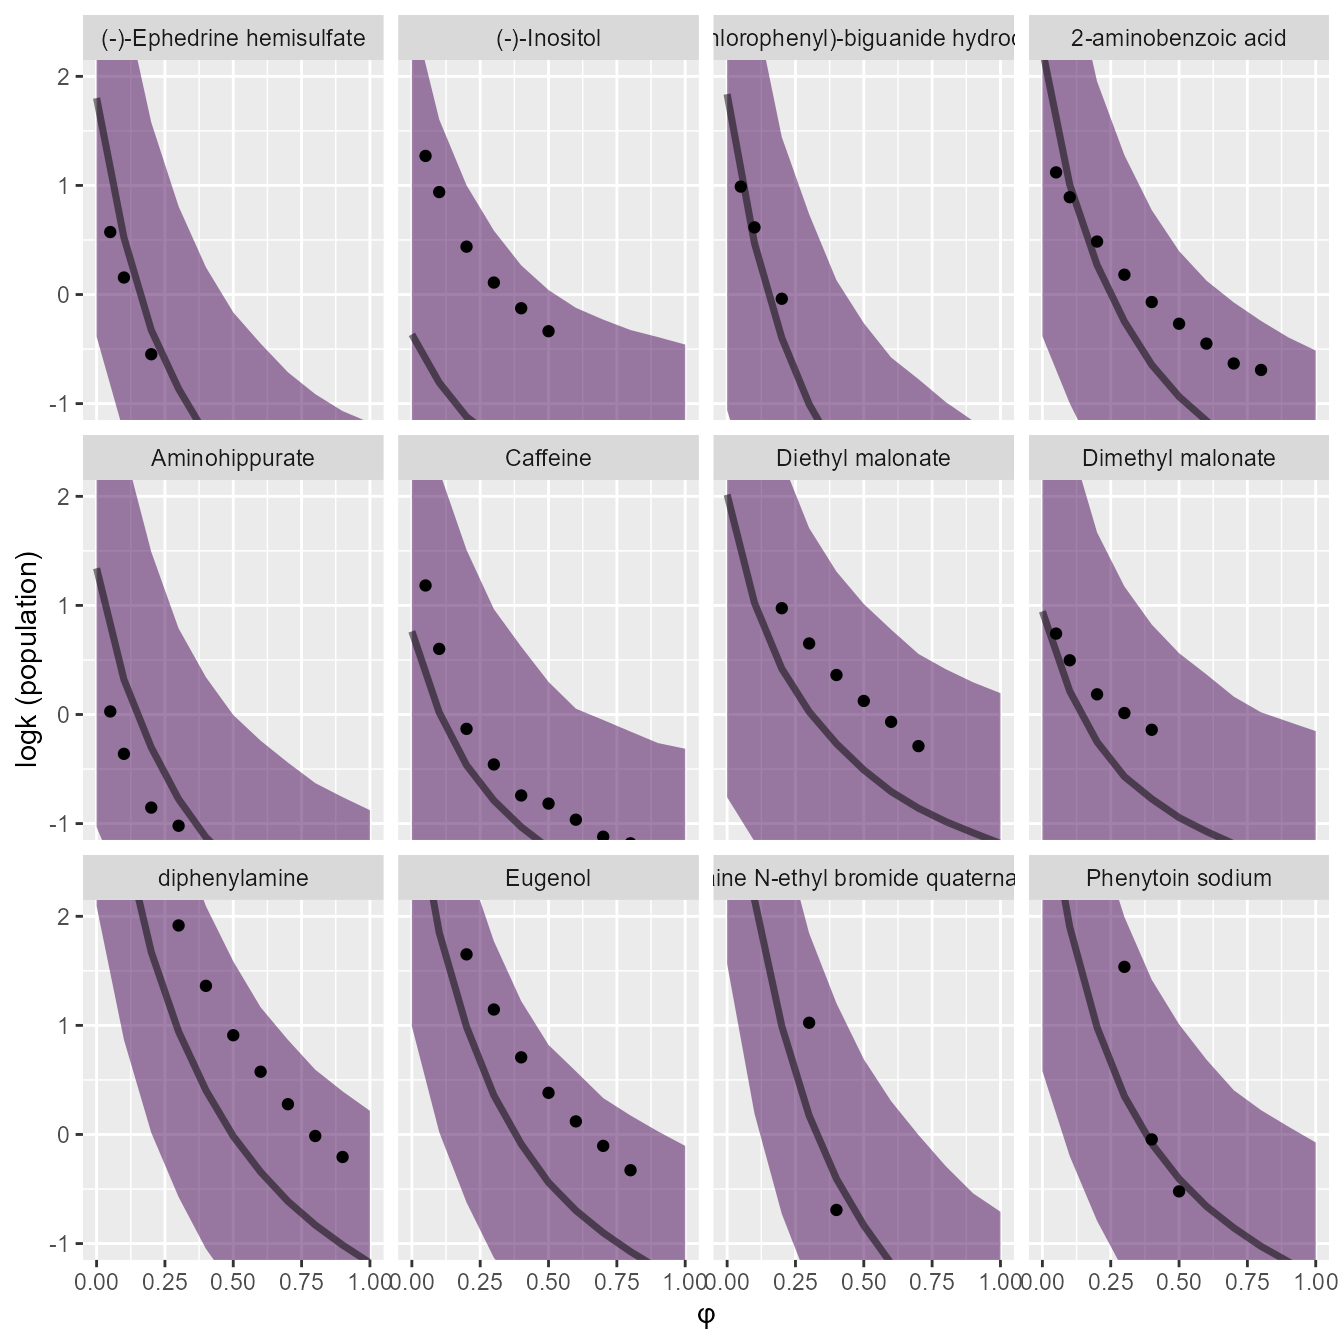 (-)-Ephedrine hemisulfate (-)-Inositol hlorophenyl)-biguanide hydroc 2-aminobenzoic acid
2
1
0
-1
Aminohippurate Caffeine Diethyl malonate Dimethyl malonate
2
1
0
-1
diphenylamine Eugenol ine N-ethyl bromide quaterna Phenytoin sodium
2
1
0
-1
0.00 0.25 0.50 0.75 1.00 0.00 0.25 0.50 0.75 1.00 0.00 0.25 0.50 0.75 1.00 0.00 0.25 0.50 0.75 1.00
φ
logk (population)